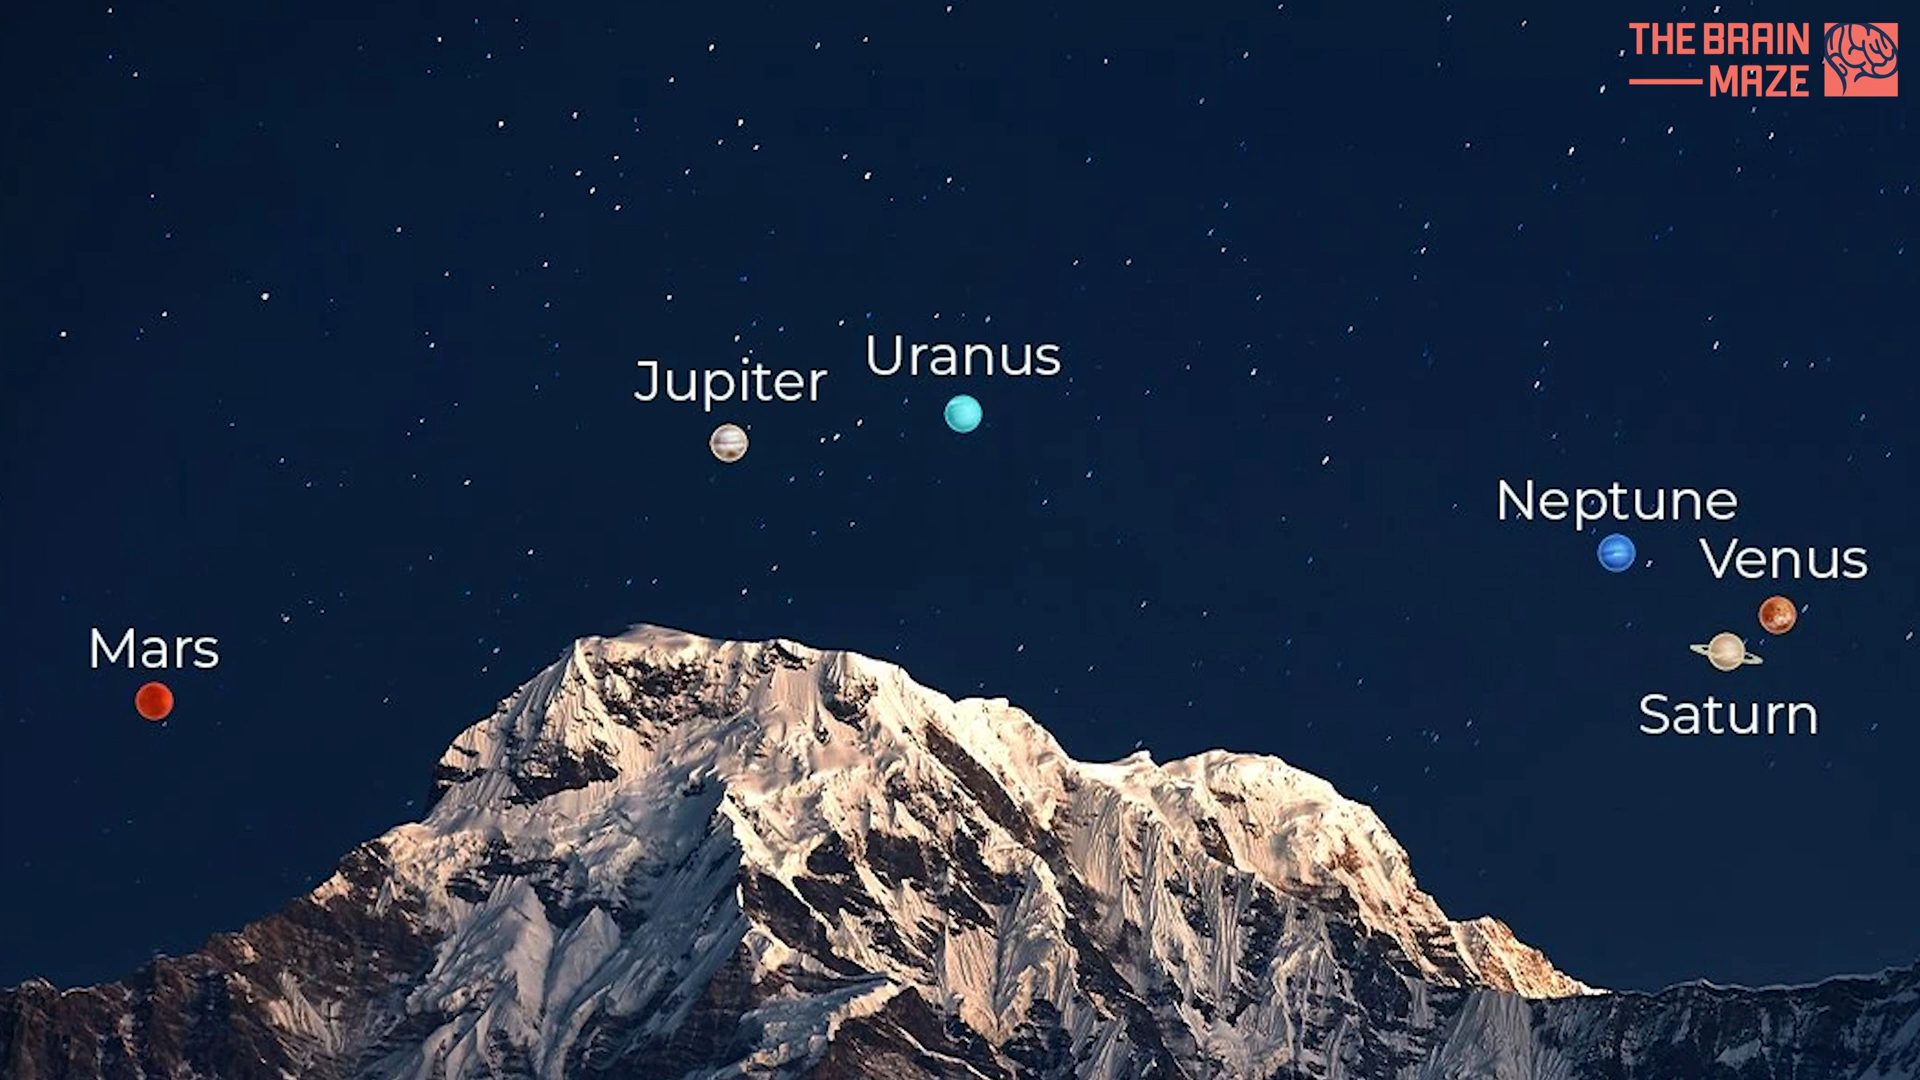 THE BRAIN
MAZE
Uranus
Jupiter
Neptune
Venus
Mars
Saturn